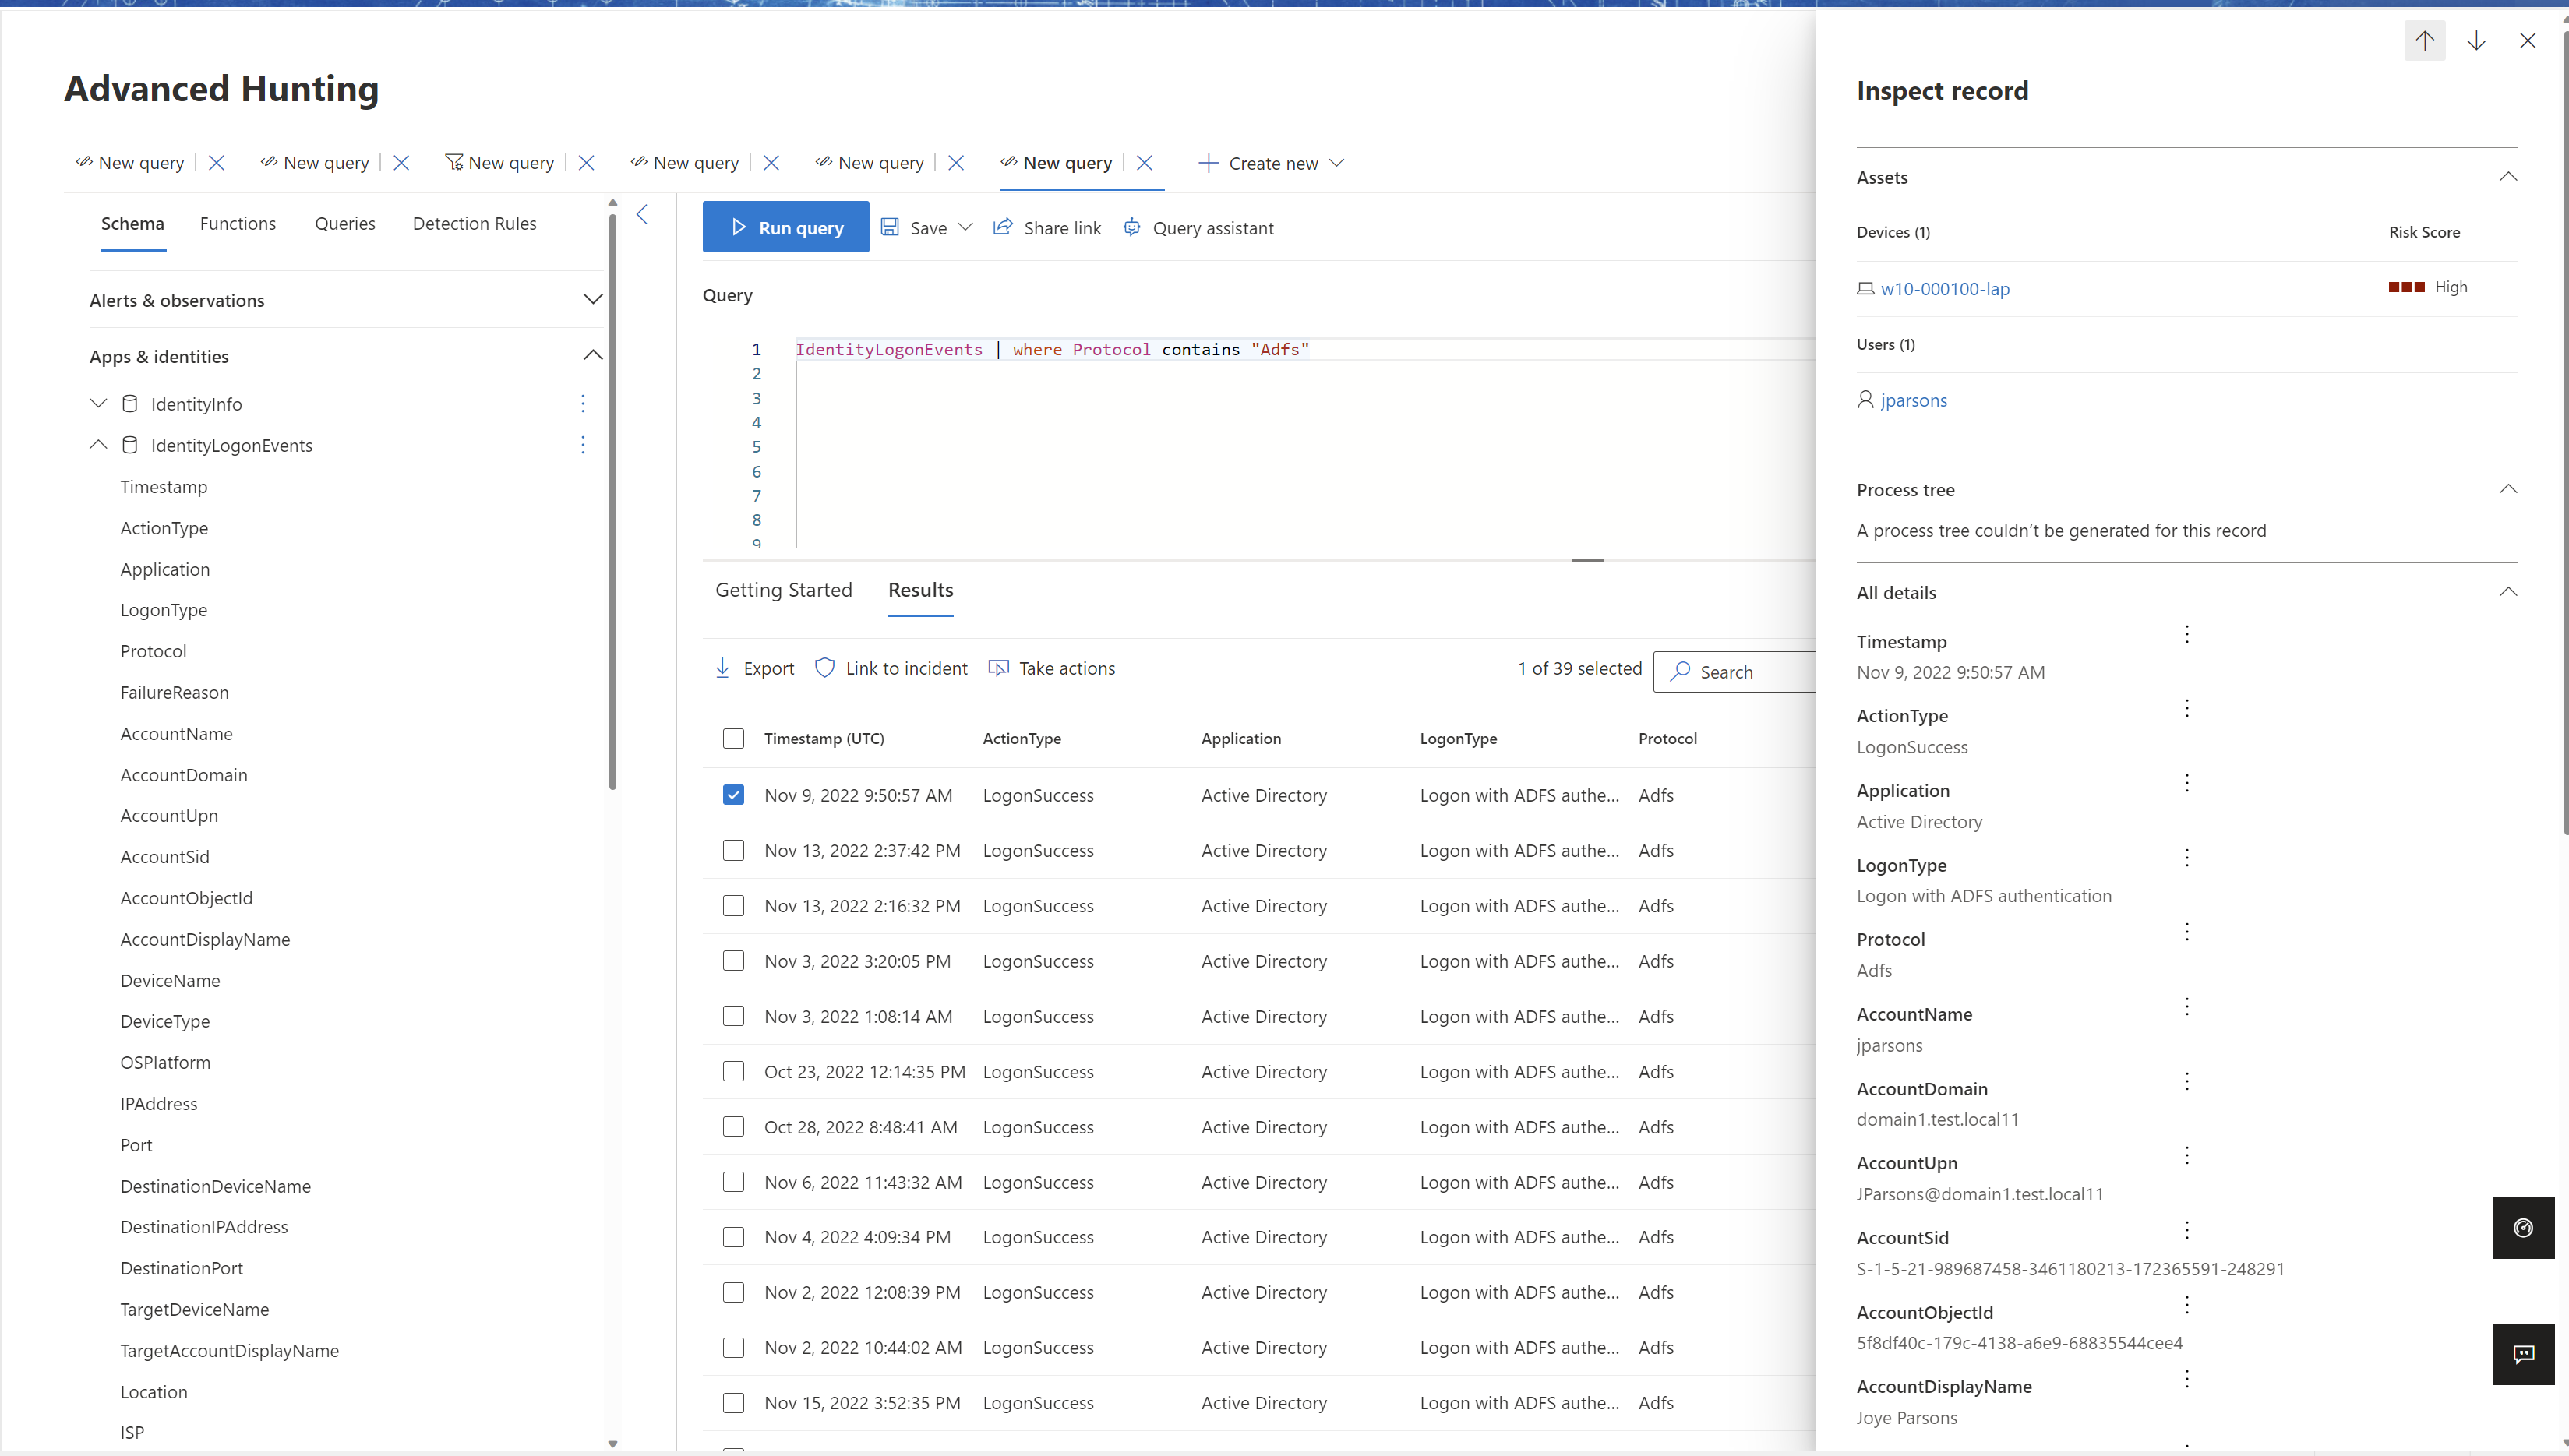 Advanced Hunting
New query New query New query New query New query New query Create new
Schema Functions Queries Detection Rules
Alerts & observations
Apps & identities
IdentityInfo
IdentityLogonEvents
Timestamp
ActionType
Application
LogonType
Protocol
FailureReason
AccountName
AccountDomain
AccountUpn
AccountSid
AccountObjectId
AccountDisplayName
DeviceName
DeviceType
OSPlatform
IPAddress
Port
DestinationDeviceName
DestinationIPAddress
DestinationPort
TargetDeviceName
TargetAccountDisplayName
Location
ISP
Run query Save Share link Query assistant
Query
1 IdentityLogonEvents | where Protocol contains "Adfs"
2
3
4
5
6
7
8
9
Getting Started Results
Export Link to incident Take actions 1 of 39 selected Search
Timestamp (UTC) ActionType Application LogonType Protocol
Nov 9, 2022 9:50:57 AM LogonSuccess Active Directory Logon with ADFS authe... Adfs
Nov 13, 2022 2:37:42 PM LogonSuccess Active Directory Logon with ADFS authe... Adfs
Nov 13, 2022 2:16:32 PM LogonSuccess Active Directory Logon with ADFS authe... Adfs
Nov 3, 2022 3:20:05 PM LogonSuccess Active Directory Logon with ADFS authe... Adfs
Nov 3, 2022 1:08:14 AM LogonSuccess Active Directory Logon with ADFS authe... Adfs
Oct 23, 2022 12:14:35 PM LogonSuccess Active Directory Logon with ADFS authe... Adfs
Oct 28, 2022 8:48:41 AM LogonSuccess Active Directory Logon with ADFS authe... Adfs
Nov 6, 2022 11:43:32 AM LogonSuccess Active Directory Logon with ADFS authe... Adfs
Nov 4, 2022 4:09:34 PM LogonSuccess Active Directory Logon with ADFS authe... Adfs
Nov 2, 2022 12:08:39 PM LogonSuccess Active Directory Logon with ADFS authe... Adfs
Nov 2, 2022 10:44:02 AM LogonSuccess Active Directory Logon with ADFS authe... Adfs
Nov 15, 2022 3:52:35 PM LogonSuccess Active Directory Logon with ADFS authe... Adfs
Inspect record
Assets
Devices (1) Risk Score
w10-000100-lap High
Users (1)
jparsons
Process tree
A process tree couldn't be generated for this record
All details
Timestamp
Nov 9, 2022 9:50:57 AM
ActionType
LogonSuccess
Application
Active Directory
LogonType
Logon with ADFS authentication
Protocol
Adfs
AccountName
jparsons
AccountDomain
domain1.test.local11
AccountUpn
JParsons@domain1.test.local11
AccountSid
S-1-5-21-989687458-3461180213-172365591-248291
AccountObjectId
5f8df40c-179c-4138-a6e9-68835544cee4
AccountDisplayName
Joye Parsons